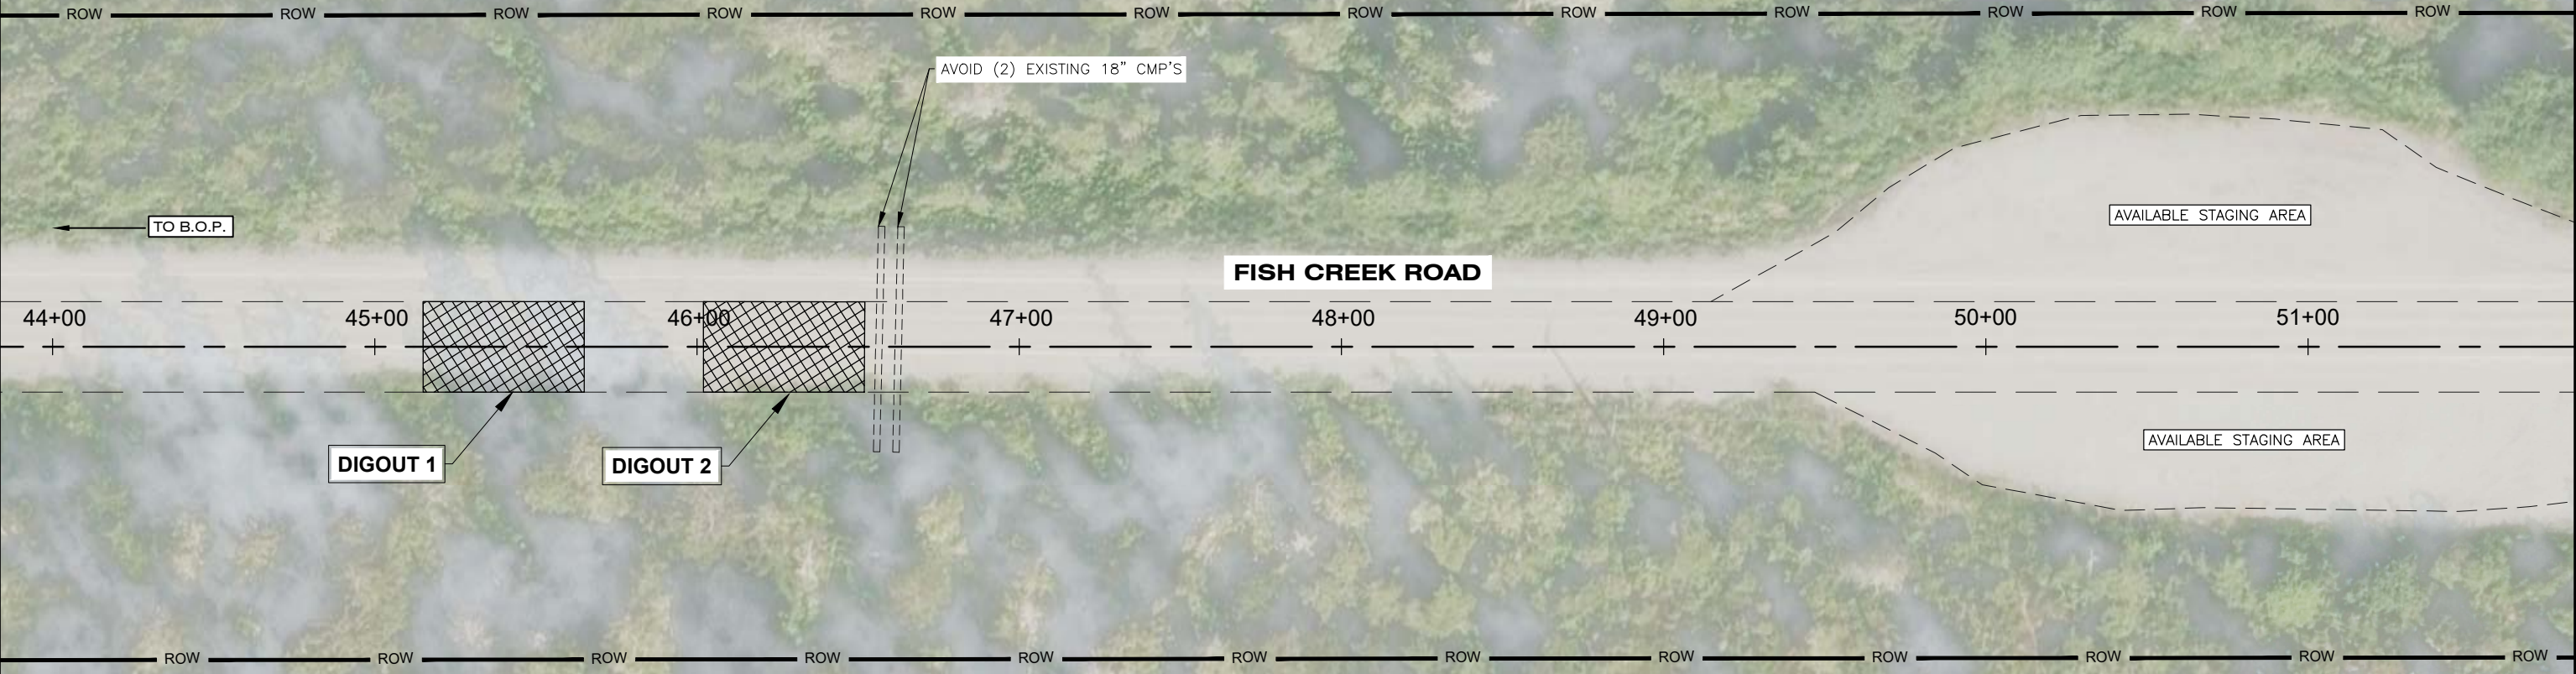 ROW ROW ROW ROW ROW ROW ROW ROW ROW ROW ROW ROW
AVOID (2) EXISTING 18" CMP'S
TO B.O.P.
AVAILABLE STAGING AREA
FISH CREEK ROAD
44+00 45+00 46+00 47+00 48+00 49+00 50+00 51+00
AVAILABLE STAGING AREA
DIGOUT 1
DIGOUT 2
ROW ROW ROW ROW ROW ROW ROW ROW ROW ROW ROW ROW